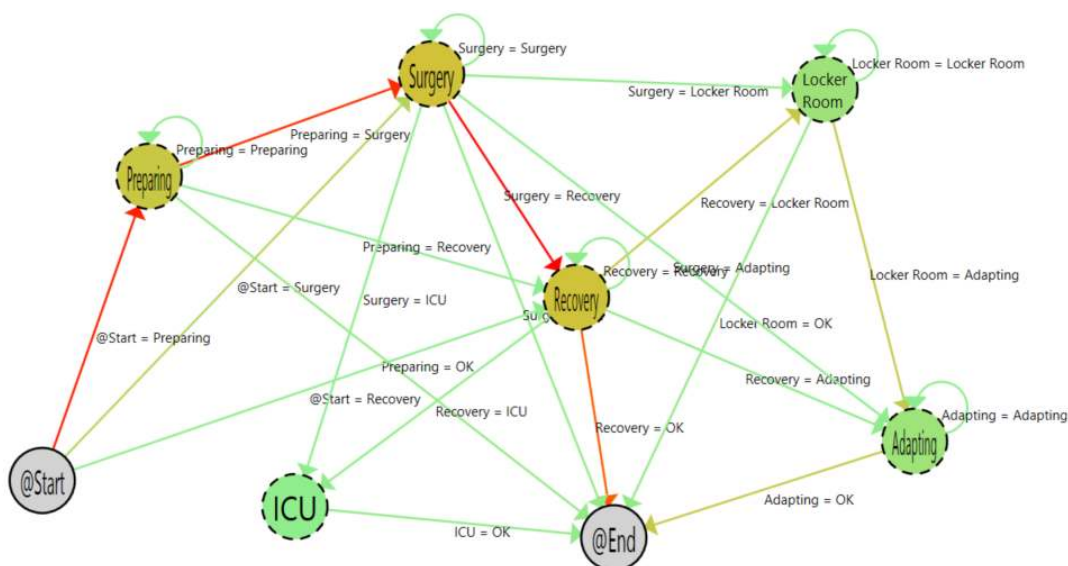 Surgery
Surgery = Surgery
Locker
Room
Locker Room = Locker Room
Surgery = Locker Room
Preparing = Surgery
Preparing
Preparing = Preparing
Surgery = Recovery
Recovery = Locker Room
Preparing = Recovery
Surgery = Adapting
Recovery = Recovery
Locker Room = Adapting
@Start = Surgery
Surgery = ICU
Recovery
Locker Room = OK
@Start = Preparing
Preparing = OK
Recovery = Adapting
@Start = Recovery
Recovery = ICU
Adapting = Adapting
Recovery = OK
Adapting
@Start
Adapting = OK
ICU
ICU = OK
@End